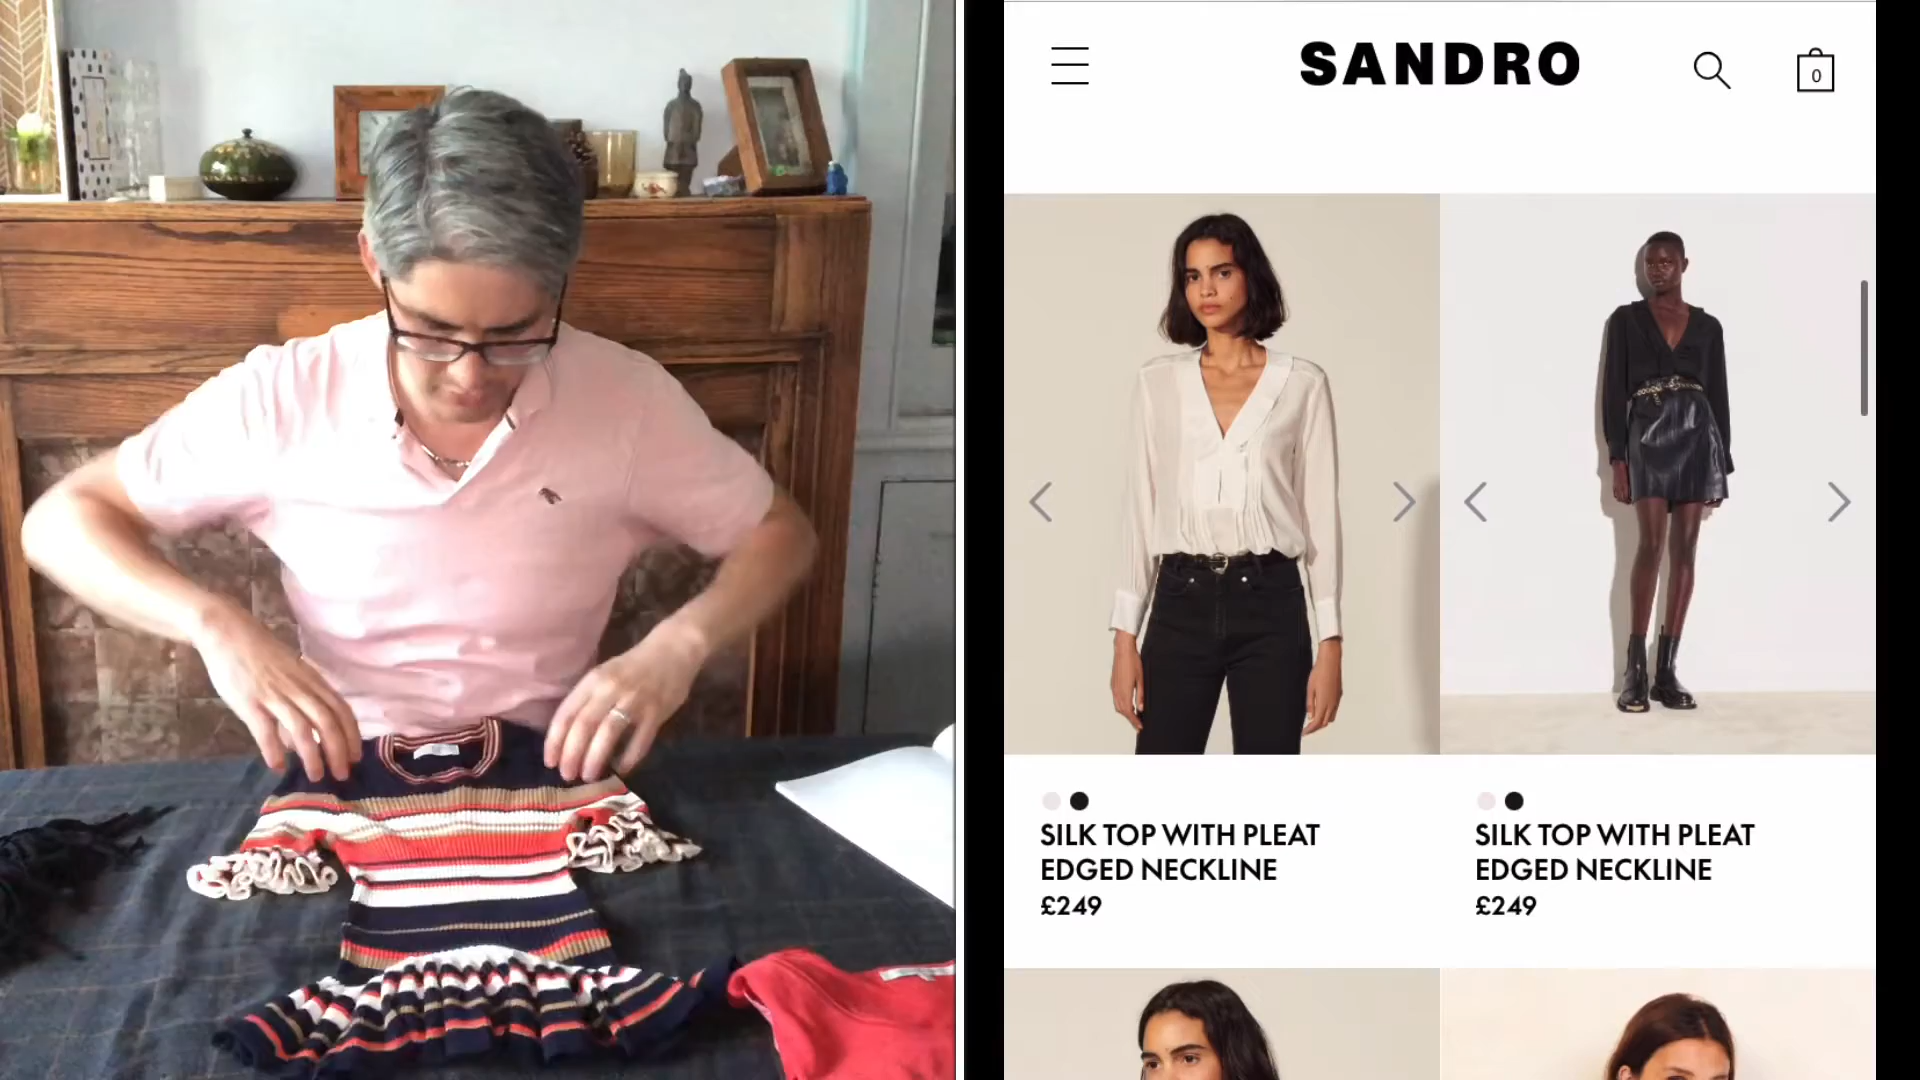 SANDRO
0
SILK TOP WITH PLEAT
EDGED NECKLINE
£249
SILK TOP WITH PLEAT
EDGED NECKLINE
£249